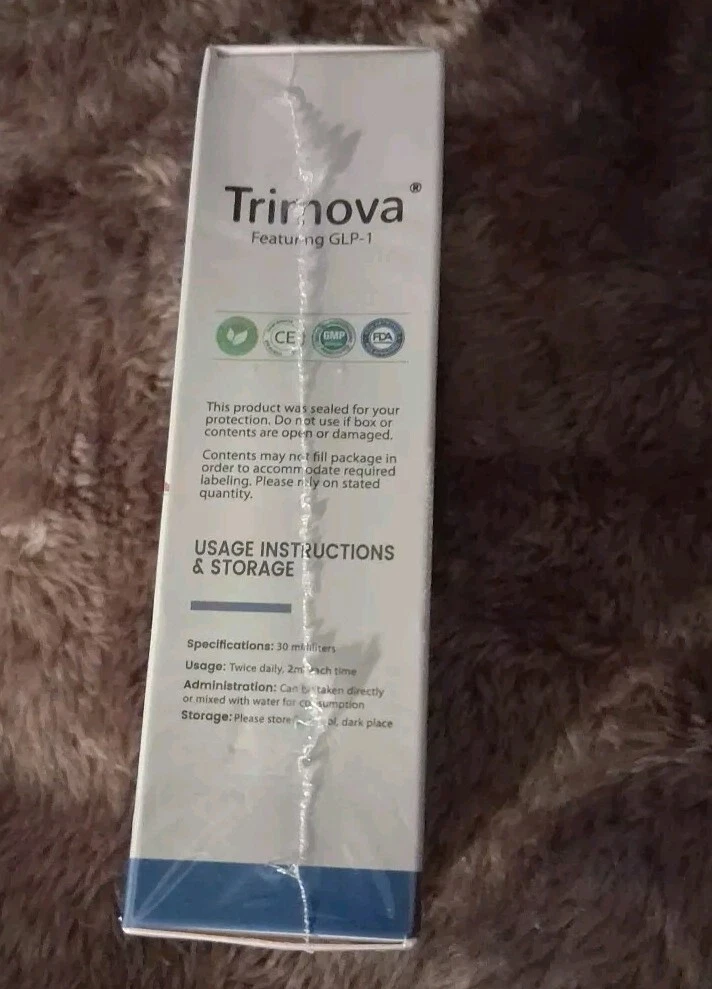 Trimova®
Featuring GLP-1
CE GMP FDA
This product was sealed for your
protection. Do not use if box or
contents are open or damaged.
Contents may not fill package in
order to accommodate required
labeling. Please rely on stated
quantity.
USAGE INSTRUCTIONS
& STORAGE
Specifications: 30 milliliters
Usage: Twice daily, each time
Administration: Can be taken directly
or mixed with water for consumption
Storage: Please store dark place